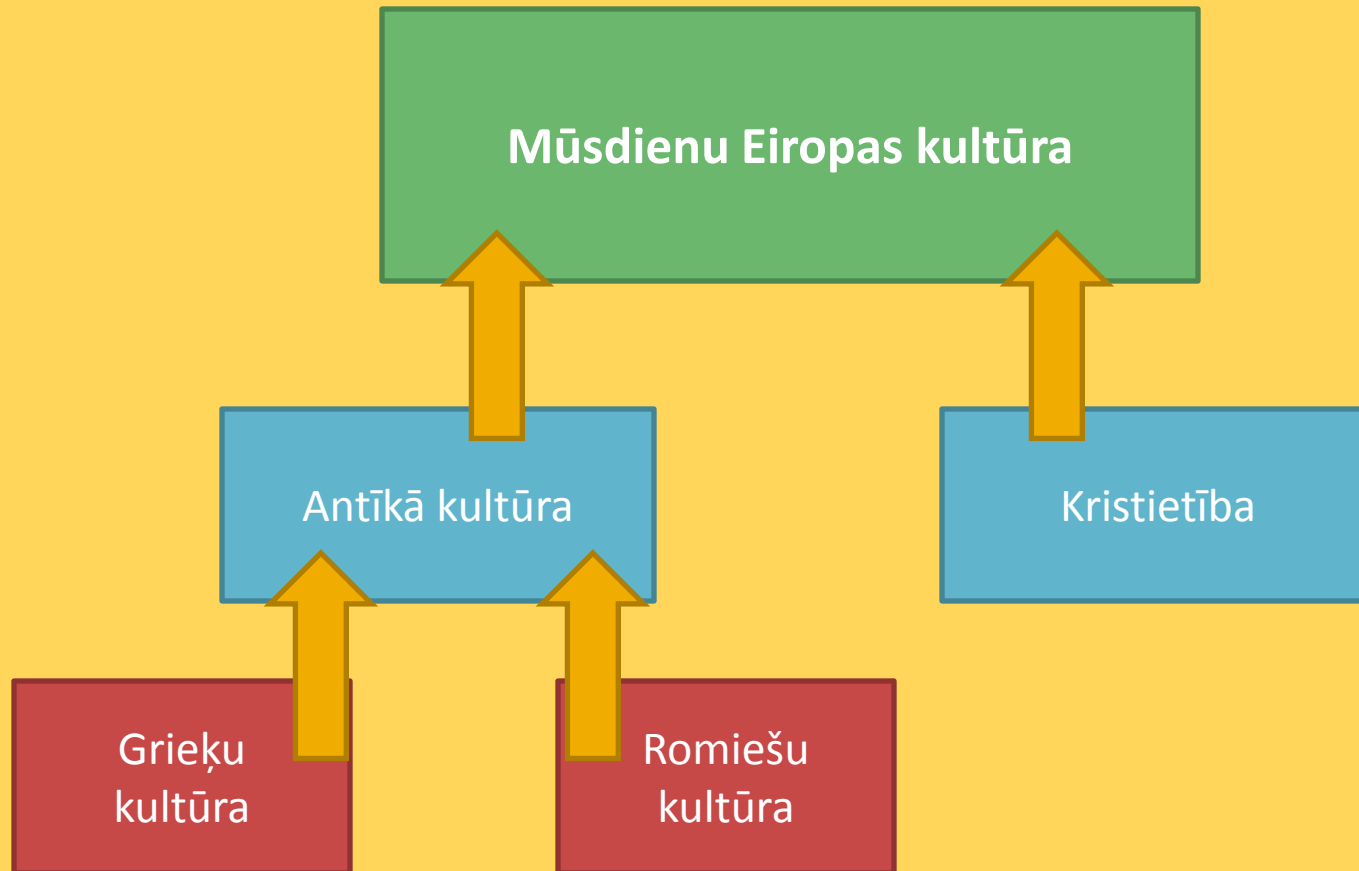 Mūsdienu Eiropas kultūra
Antīkā kultūra
Kristietība
Grieķu
kultūra
Romiešu
kultūra